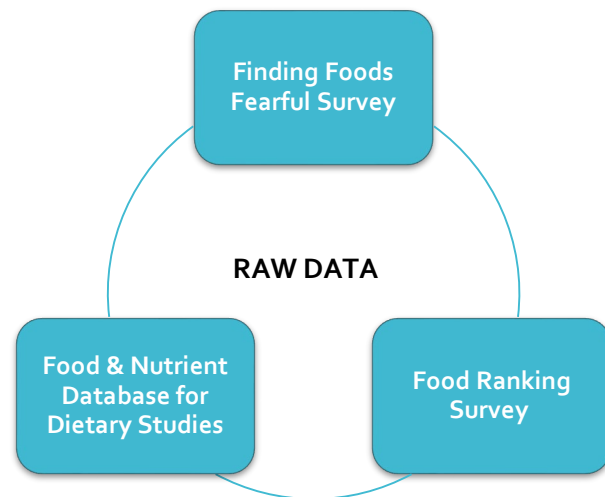 Finding Foods
Fearful Survey
RAW DATA
Food & Nutrient
Database for
Dietary Studies
Food Ranking
Survey